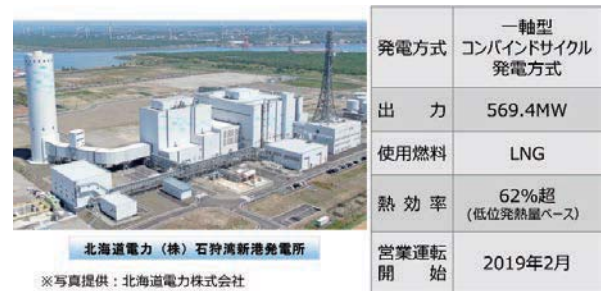 北海道電力(株)石狩湾新港発電所
※写真提供:北海道電力株式会社
発電方式
一軸型
コンバインドサイクル
発電方式
出 力
569.4MW
使用燃料
LNG
熱 効 率
62%超
(低位発熱量ベース)
営業運転
開 始
2019年2月